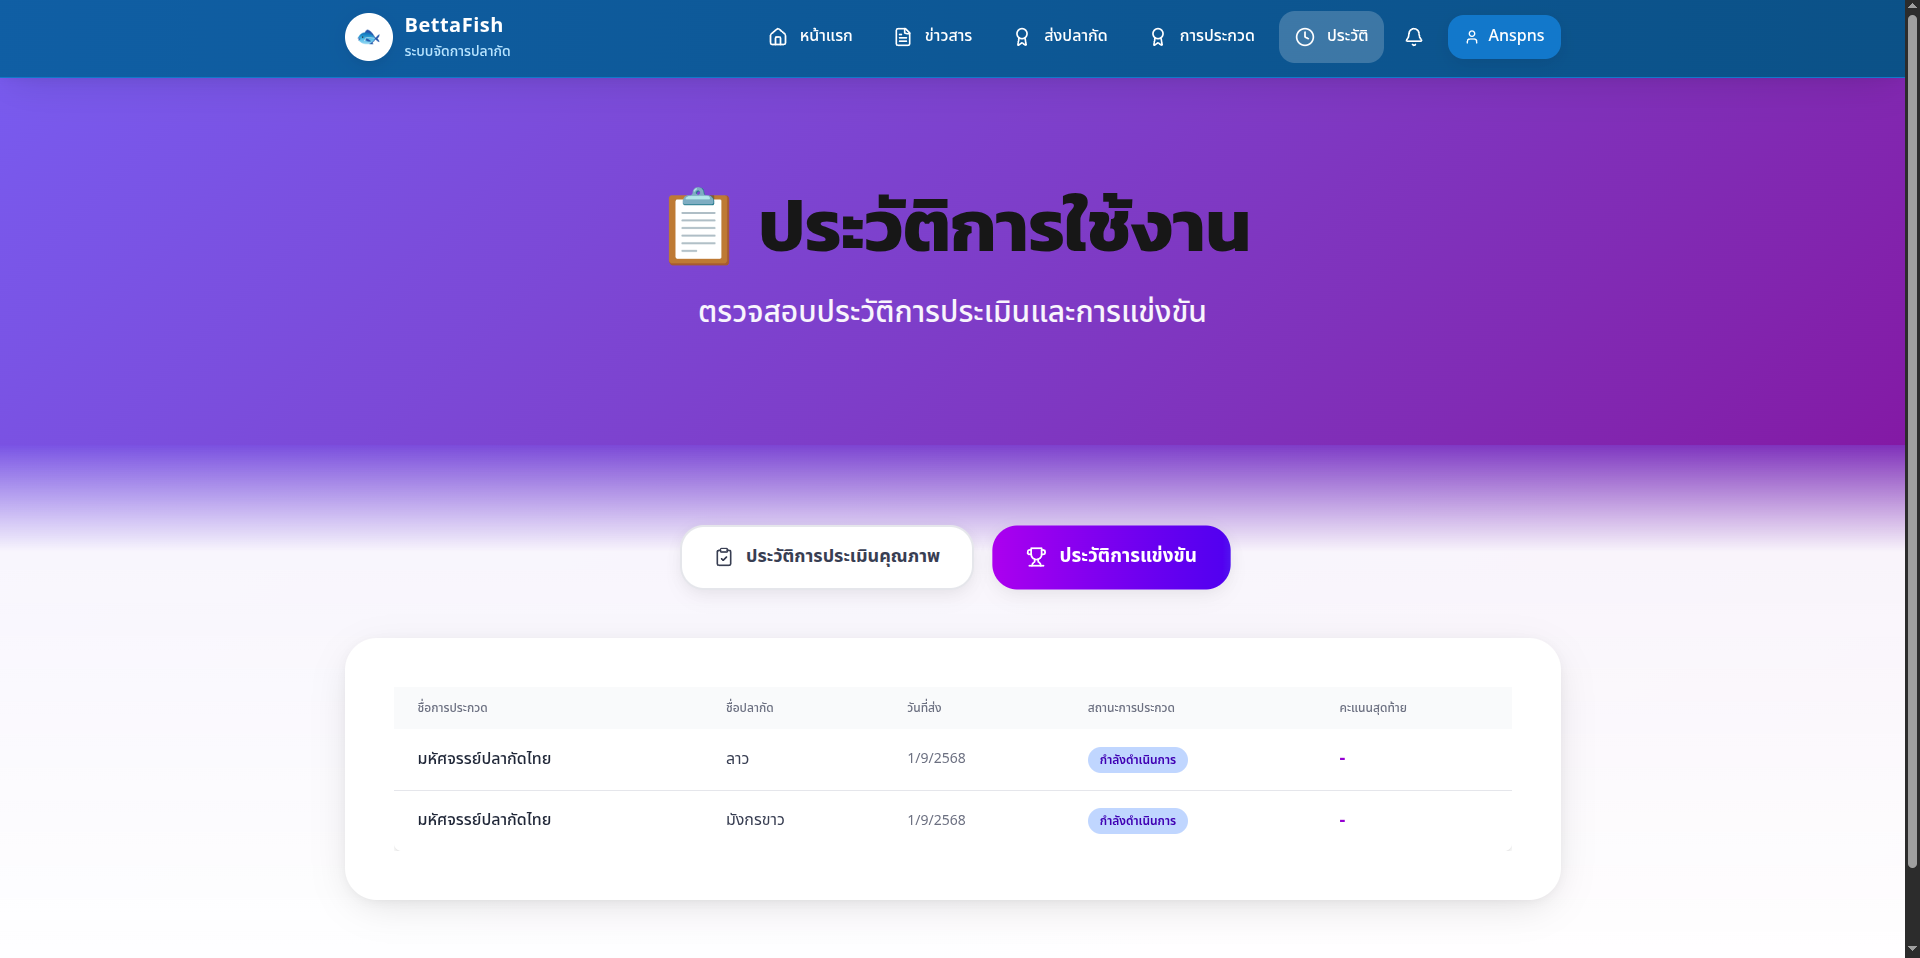 BettaFish
ระบบจัดการปลากัด
หน้าแรก
ข่าวสาร
ส่งปลากัด
การประกวด
ประวัติ
Anspns
ประวัติการใช้งาน
ตรวจสอบประวัติการประเมินและการแข่งขัน
ประวัติการประเมินคุณภาพ
ประวัติการแข่งขัน
ชื่อการประกวด ชื่อปลากัด วันที่ส่ง สถานะการประกวด คะแนนสุดท้าย
มหัศจรรย์ปลากัดไทย ลาว 1/9/2568 กำลังดำเนินการ -
มหัศจรรย์ปลากัดไทย มังกรขาว 1/9/2568 กำลังดำเนินการ -